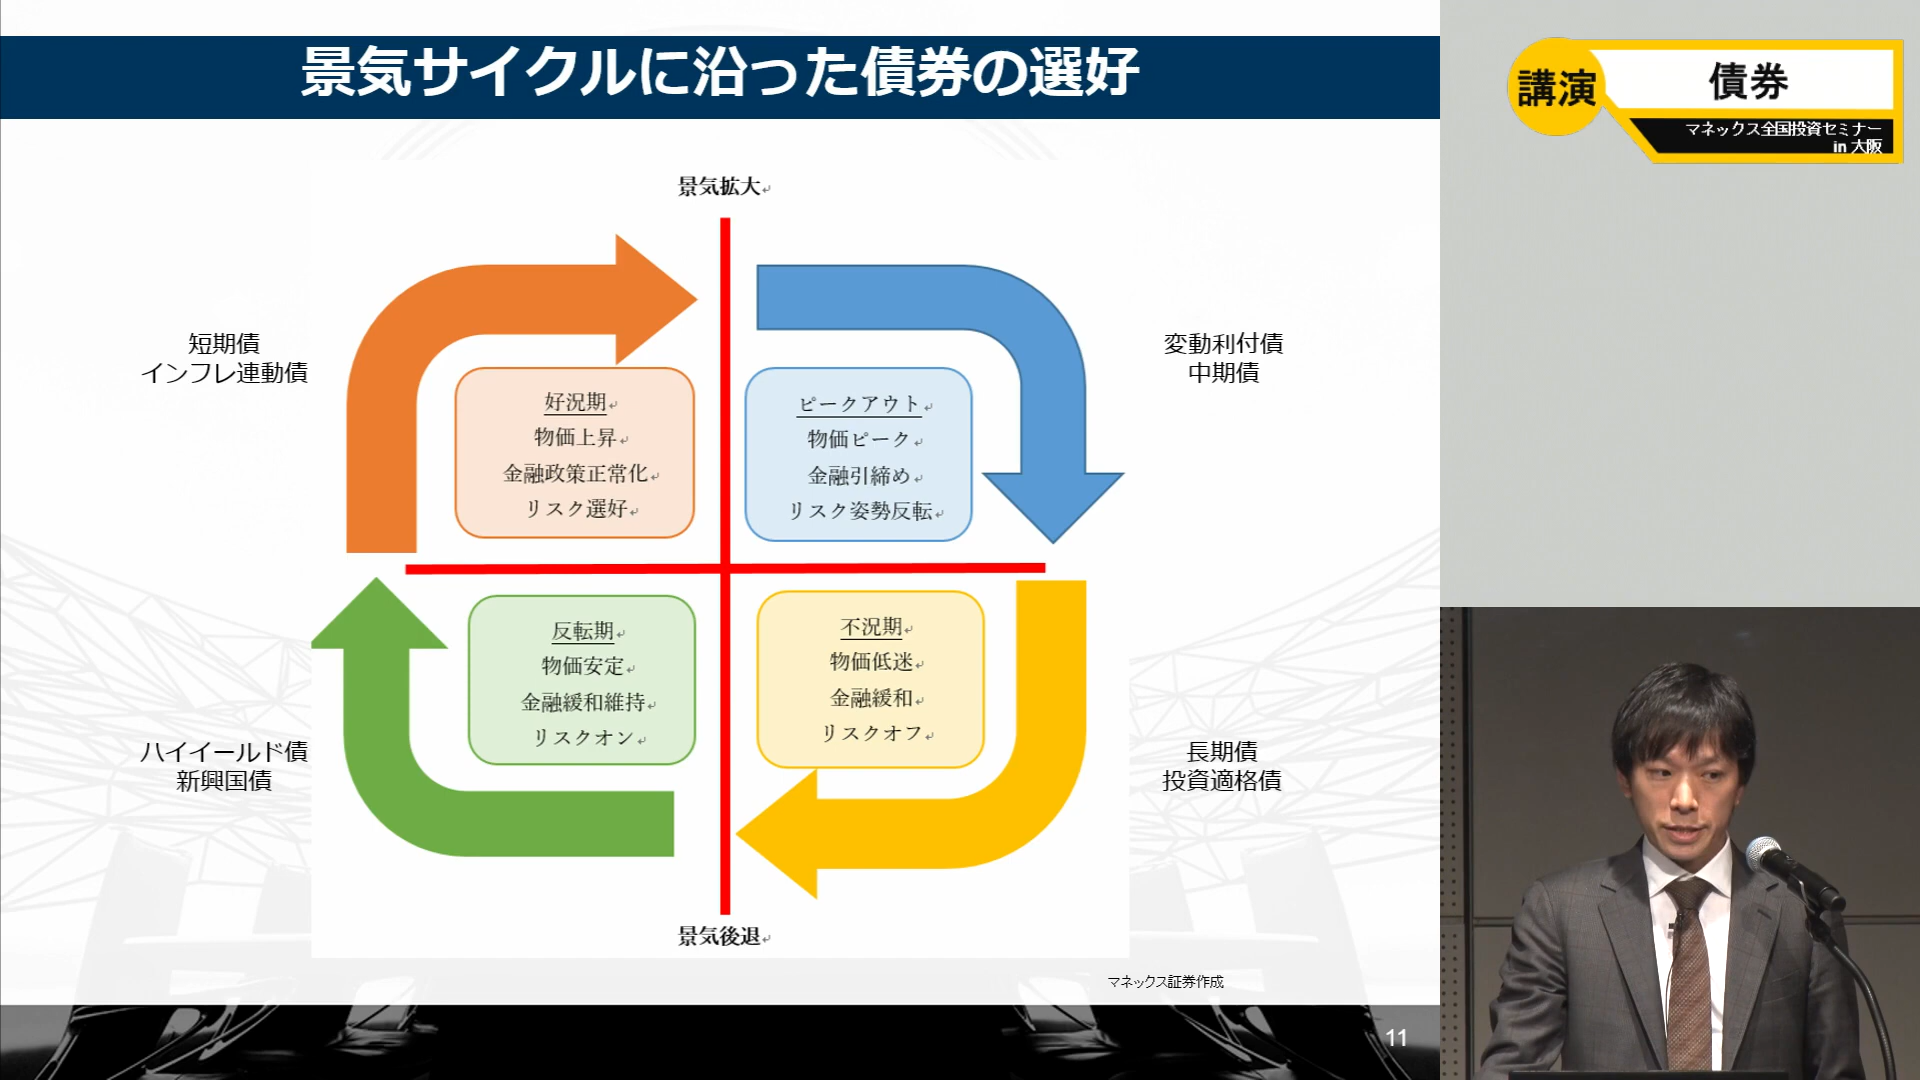 景気サイクルに沿った債券の選好
講演
債券
マネックス全国投資セミナー
in 大阪
景気拡大
短期債
インフレ連動債
好況期
物価上昇
金融政策正常化
リスク選好
ピークアウト
物価ピーク
金融引締め
リスク姿勢反転
変動利付債
中期債
ハイイールド債
新興国債
反転期
物価安定
金融緩和維持
リスクオン
不況期
物価低迷
金融緩和
リスクオフ
長期債
投資適格債
景気後退
マネックス証券作成
11